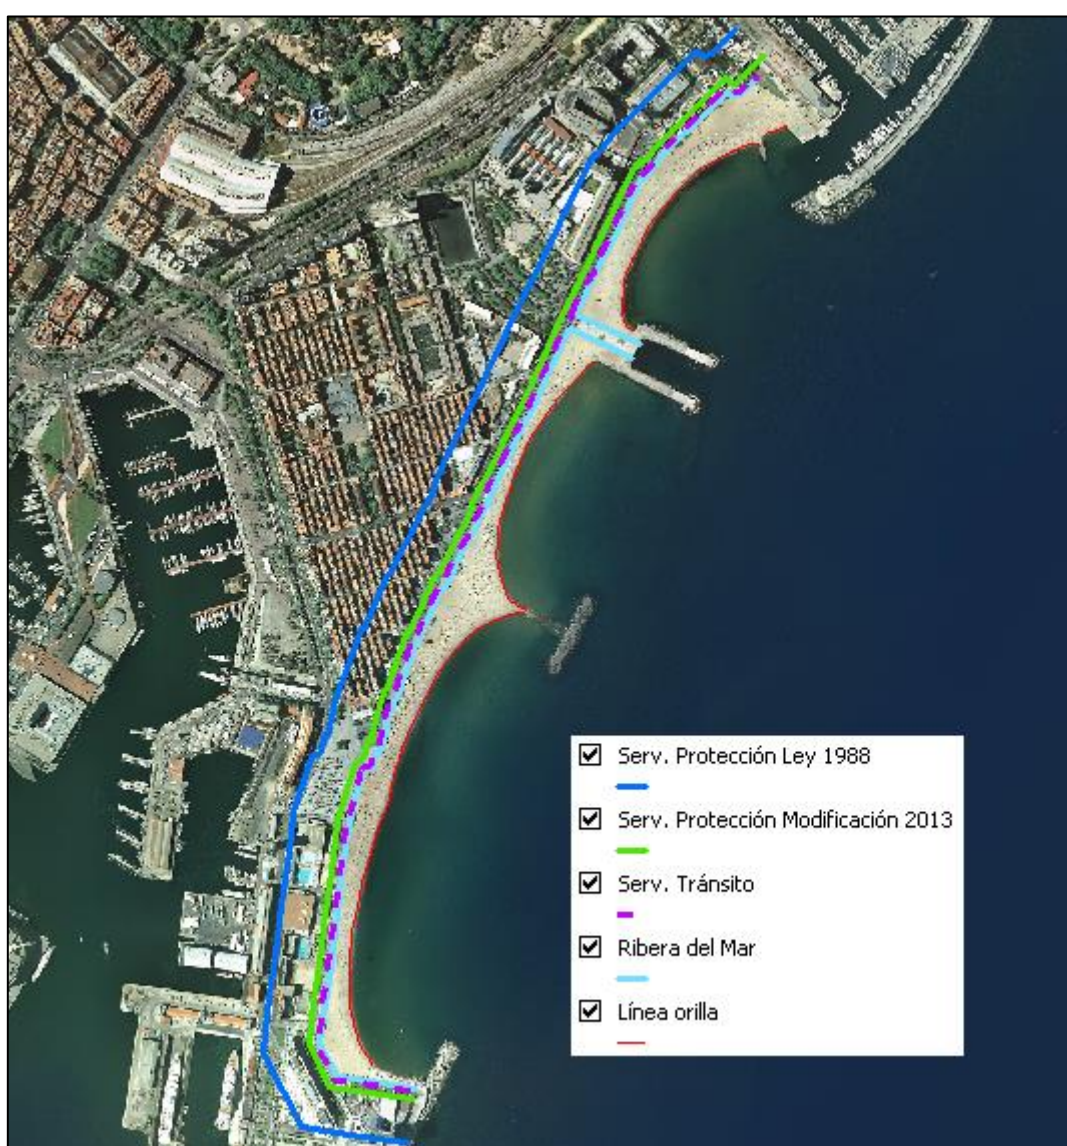 Serv. Protección Ley 1988
Serv. Protección Modificación 2013
Serv. Tránsito
Ribera del Mar
Línea orilla